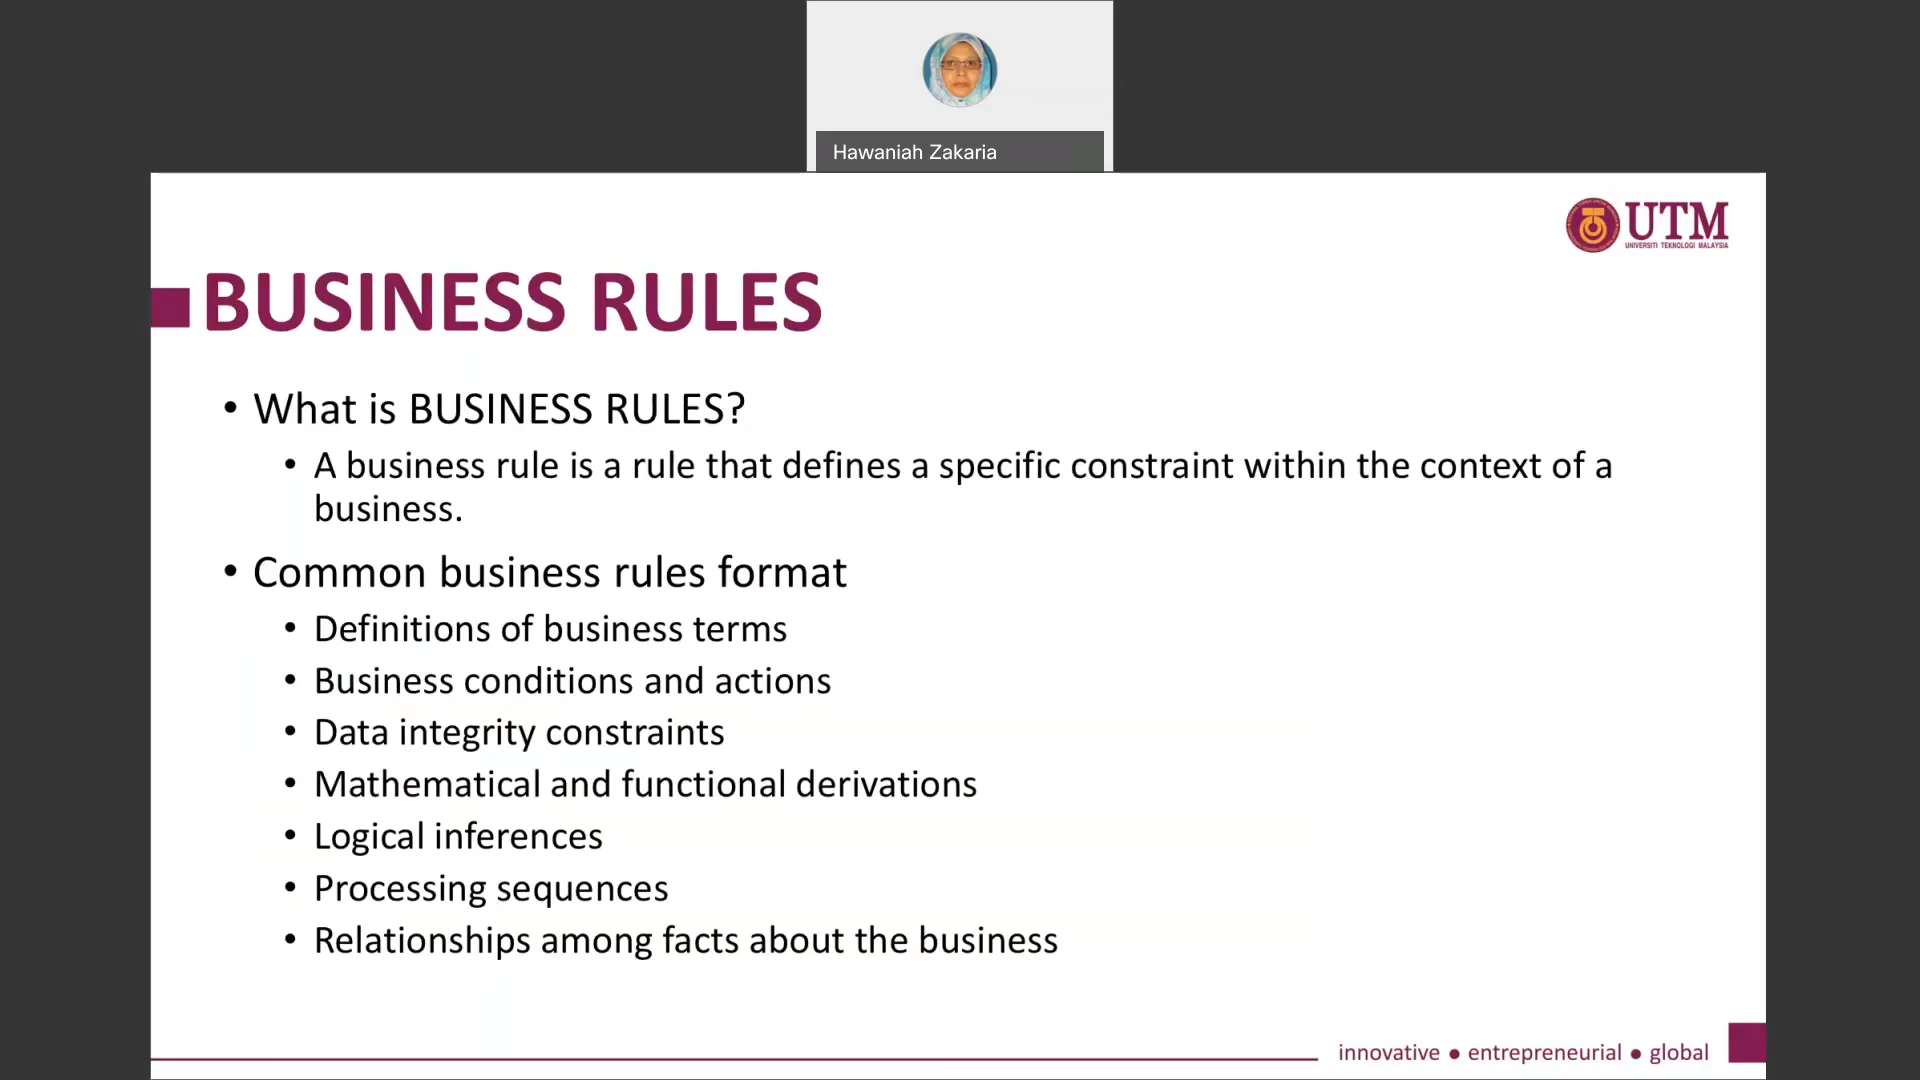 Hawaniah Zakaria
UTM
UNIVERSITI TEKNOLOGI MALAYSIA
BUSINESS RULES
• What is BUSINESS RULES?
• A business rule is a rule that defines a specific constraint within the context of a
business.
• Common business rules format
• Definitions of business terms
• Business conditions and actions
• Data integrity constraints
• Mathematical and functional derivations
• Logical inferences
• Processing sequences
• Relationships among facts about the business
innovative ● entrepreneurial ● global